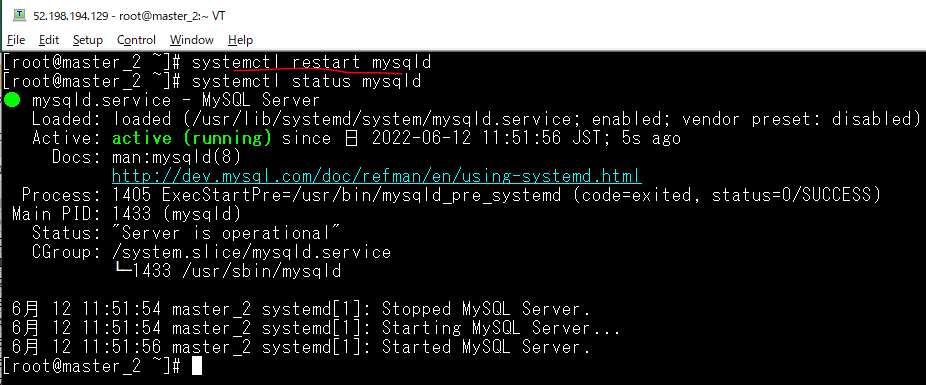 52.198.194.129 - root@master_2:~ VT
File Edit Setup Control Window Help
[root@master_2 ~]# systemctl restart mysqld
[root@master_2 ~]# systemctl status mysqld
● mysqld.service - MySQL Server
Loaded: loaded (/usr/lib/systemd/system/mysqld.service; enabled; vendor preset: disabled)
Active: active (running) since 日 2022-06-12 11:51:56 JST; 5s ago
Docs: man:mysqld(8)
http://dev.mysql.com/doc/refman/en/using-systemd.html
Process: 1405 ExecStartPre=/usr/bin/mysqld_pre_systemd (code=exited, status=0/SUCCESS)
Main PID: 1433 (mysqld)
Status: "Server is operational"
CGroup: /system.slice/mysqld.service
└─1433 /usr/sbin/mysqld
6月 12 11:51:54 master_2 systemd[1]: Stopped MySQL Server.
6月 12 11:51:54 master_2 systemd[1]: Starting MySQL Server...
6月 12 11:51:56 master_2 systemd[1]: Started MySQL Server.
[root@master_2 ~]#